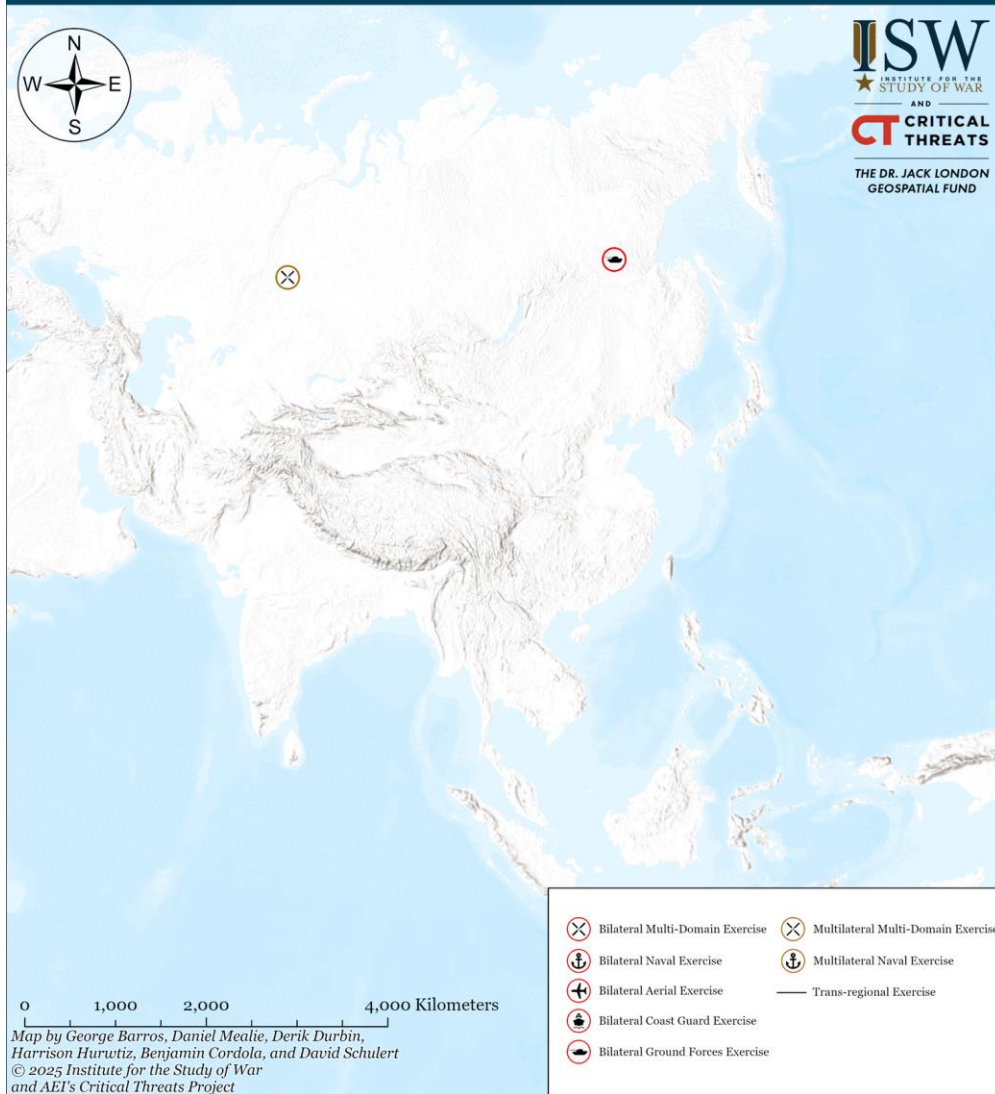 N
W E
S
ISW
INSTITUTE FOR THE
STUDY OF WAR
AND
CT CRITICAL
THREATS
THE DR. JACK LONDON
GEOSPATIAL FUND
Bilateral Multi-Domain Exercise
Multilateral Multi-Domain Exercise
Bilateral Naval Exercise
Multilateral Naval Exercise
Bilateral Aerial Exercise
Trans-regional Exercise
Bilateral Coast Guard Exercise
Bilateral Ground Forces Exercise
0 1,000 2,000 4,000 Kilometers
Map by George Barros, Daniel Mealie, Derik Durbin,
Harrison Hurwtiz, Benjamin Cordola, and David Schulert
© 2025 Institute for the Study of War
and AEI's Critical Threats Project